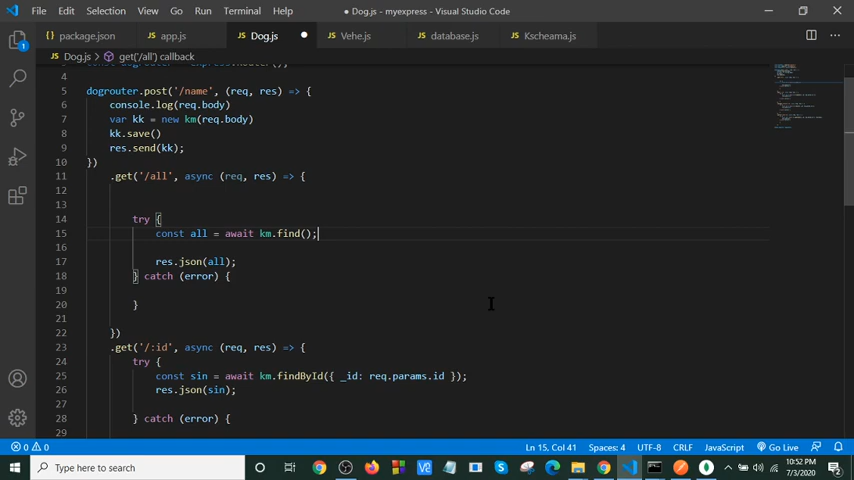 File Edit Selection View Go Run Terminal Help ● Dog.js - myexpress - Visual Studio Code
package.json app.js Dog.js Vehe.js database.js Kscheama.js
Dog.js > get('/all') callback
4
5 dogrouter.post('/name', (req, res) => {
6 console.log(req.body)
7 var kk = new km(req.body)
8 kk.save()
9 res.send(kk);
10 })
11 .get('/all', async (req, res) => {
12
13
14 try {
15 const all = await km.find();
16
17 res.json(all);
18 } catch (error) {
19
20 }
21
22 })
23 .get('/:id', async (req, res) => {
24 try {
25 const sin = await km.findById({ _id: req.params.id });
26 res.json(sin);
27
28 } catch (error) {
29
0 0 Ln 15, Col 41 Spaces: 4 UTF-8 CRLF JavaScript Go Live
Type here to search 10:52 PM
7/3/2020